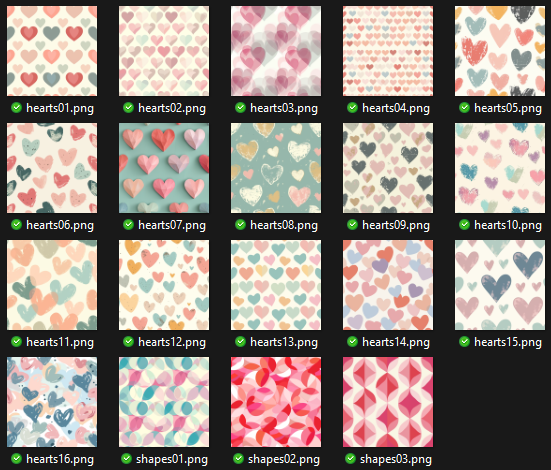 hearts01.png hearts02.png hearts03.png hearts04.png hearts05.png
hearts06.png hearts07.png hearts08.png hearts09.png hearts10.png
hearts11.png hearts12.png hearts13.png hearts14.png hearts15.png
hearts16.png shapes01.png shapes02.png shapes03.png